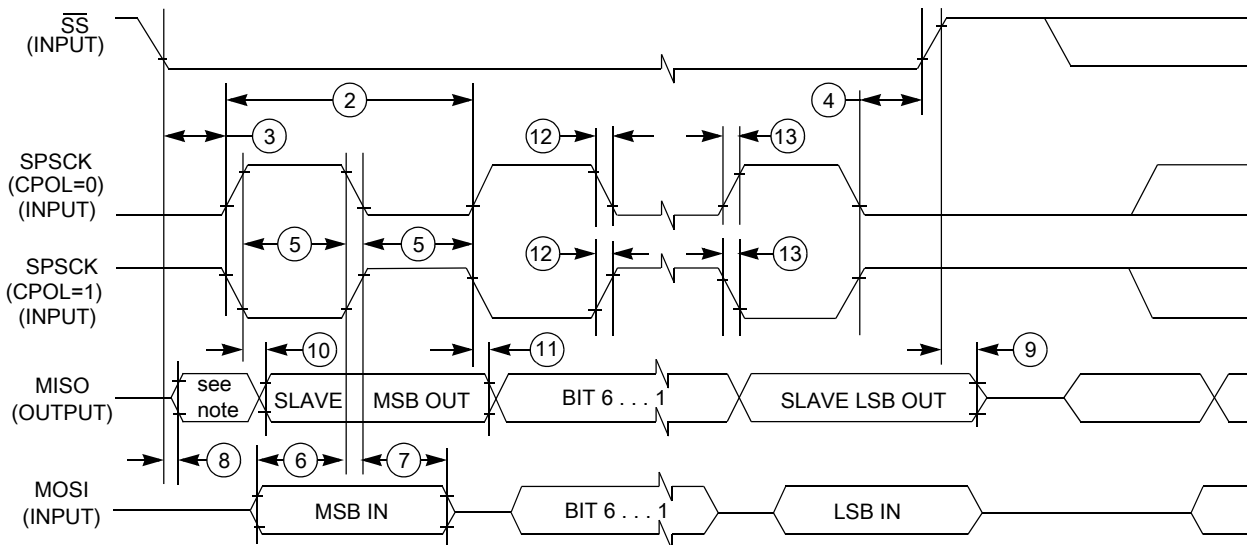 SS
(INPUT)
2
4
3
12
13
SPSCK
(CPOL=0)
(INPUT)
5
5
SPSCK
(CPOL=1)
(INPUT)
12
13
10
11
9
MISO
(OUTPUT)
see
note
SLAVE
MSB OUT
BIT 6 . . . 1
SLAVE LSB OUT
8
6
7
MOSI
(INPUT)
MSB IN
BIT 6 . . . 1
LSB IN